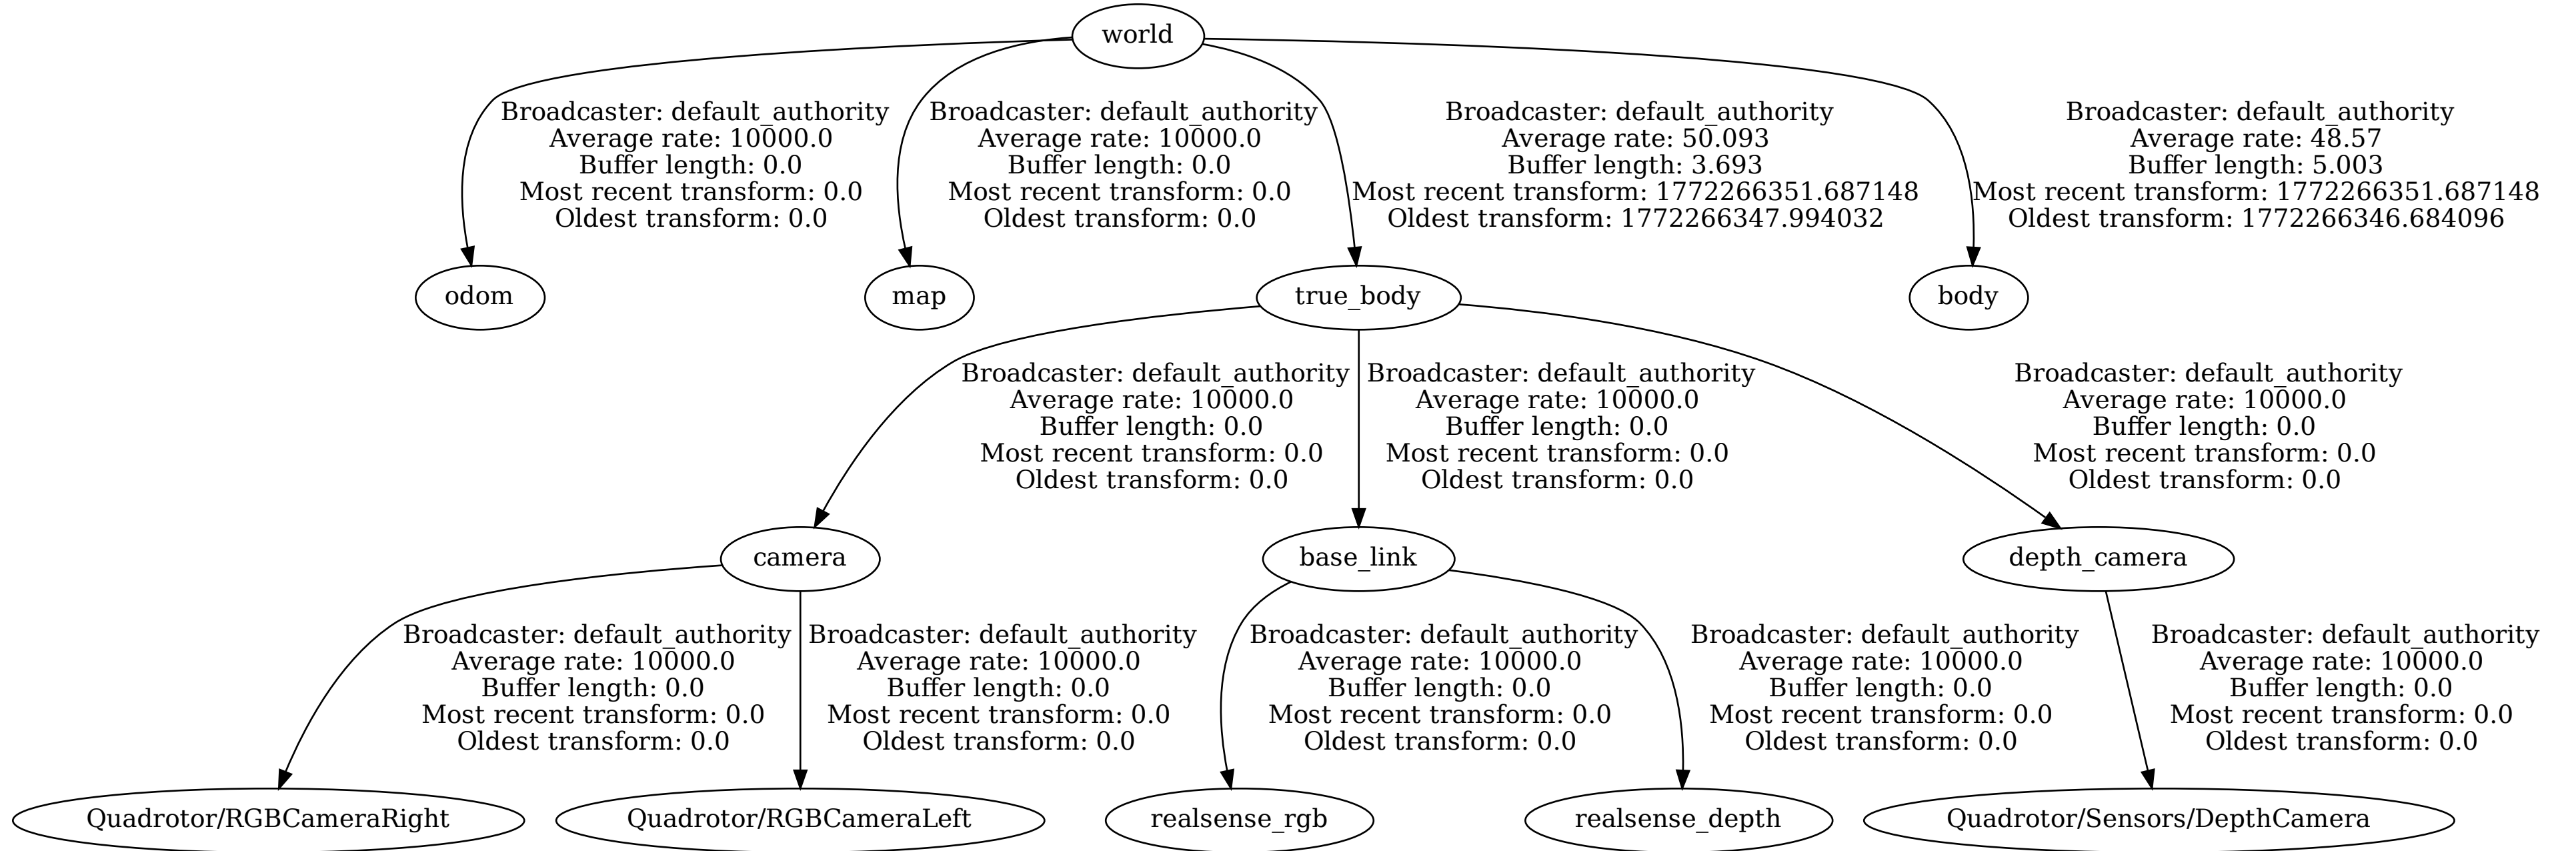 world
Broadcaster: default_authority
Average rate: 10000.0
Buffer length: 0.0
Most recent transform: 0.0
Oldest transform: 0.0
Broadcaster: default_authority
Average rate: 10000.0
Buffer length: 0.0
Most recent transform: 0.0
Oldest transform: 0.0
Broadcaster: default_authority
Average rate: 50.093
Buffer length: 3.693
Most recent transform: 1772266351.687148
Oldest transform: 1772266347.994032
Broadcaster: default_authority
Average rate: 48.57
Buffer length: 5.003
Most recent transform: 1772266351.687148
Oldest transform: 1772266346.684096
odom
map
true_body
body
Broadcaster: default_authority
Average rate: 10000.0
Buffer length: 0.0
Most recent transform: 0.0
Oldest transform: 0.0
Broadcaster: default_authority
Average rate: 10000.0
Buffer length: 0.0
Most recent transform: 0.0
Oldest transform: 0.0
Broadcaster: default_authority
Average rate: 10000.0
Buffer length: 0.0
Most recent transform: 0.0
Oldest transform: 0.0
camera
base_link
depth_camera
Broadcaster: default_authority
Average rate: 10000.0
Buffer length: 0.0
Most recent transform: 0.0
Oldest transform: 0.0
Broadcaster: default_authority
Average rate: 10000.0
Buffer length: 0.0
Most recent transform: 0.0
Oldest transform: 0.0
Broadcaster: default_authority
Average rate: 10000.0
Buffer length: 0.0
Most recent transform: 0.0
Oldest transform: 0.0
Broadcaster: default_authority
Average rate: 10000.0
Buffer length: 0.0
Most recent transform: 0.0
Oldest transform: 0.0
Broadcaster: default_authority
Average rate: 10000.0
Buffer length: 0.0
Most recent transform: 0.0
Oldest transform: 0.0
Quadrotor/RGBCameraRight
Quadrotor/RGBCameraLeft
realsense_rgb
realsense_depth
Quadrotor/Sensors/DepthCamera